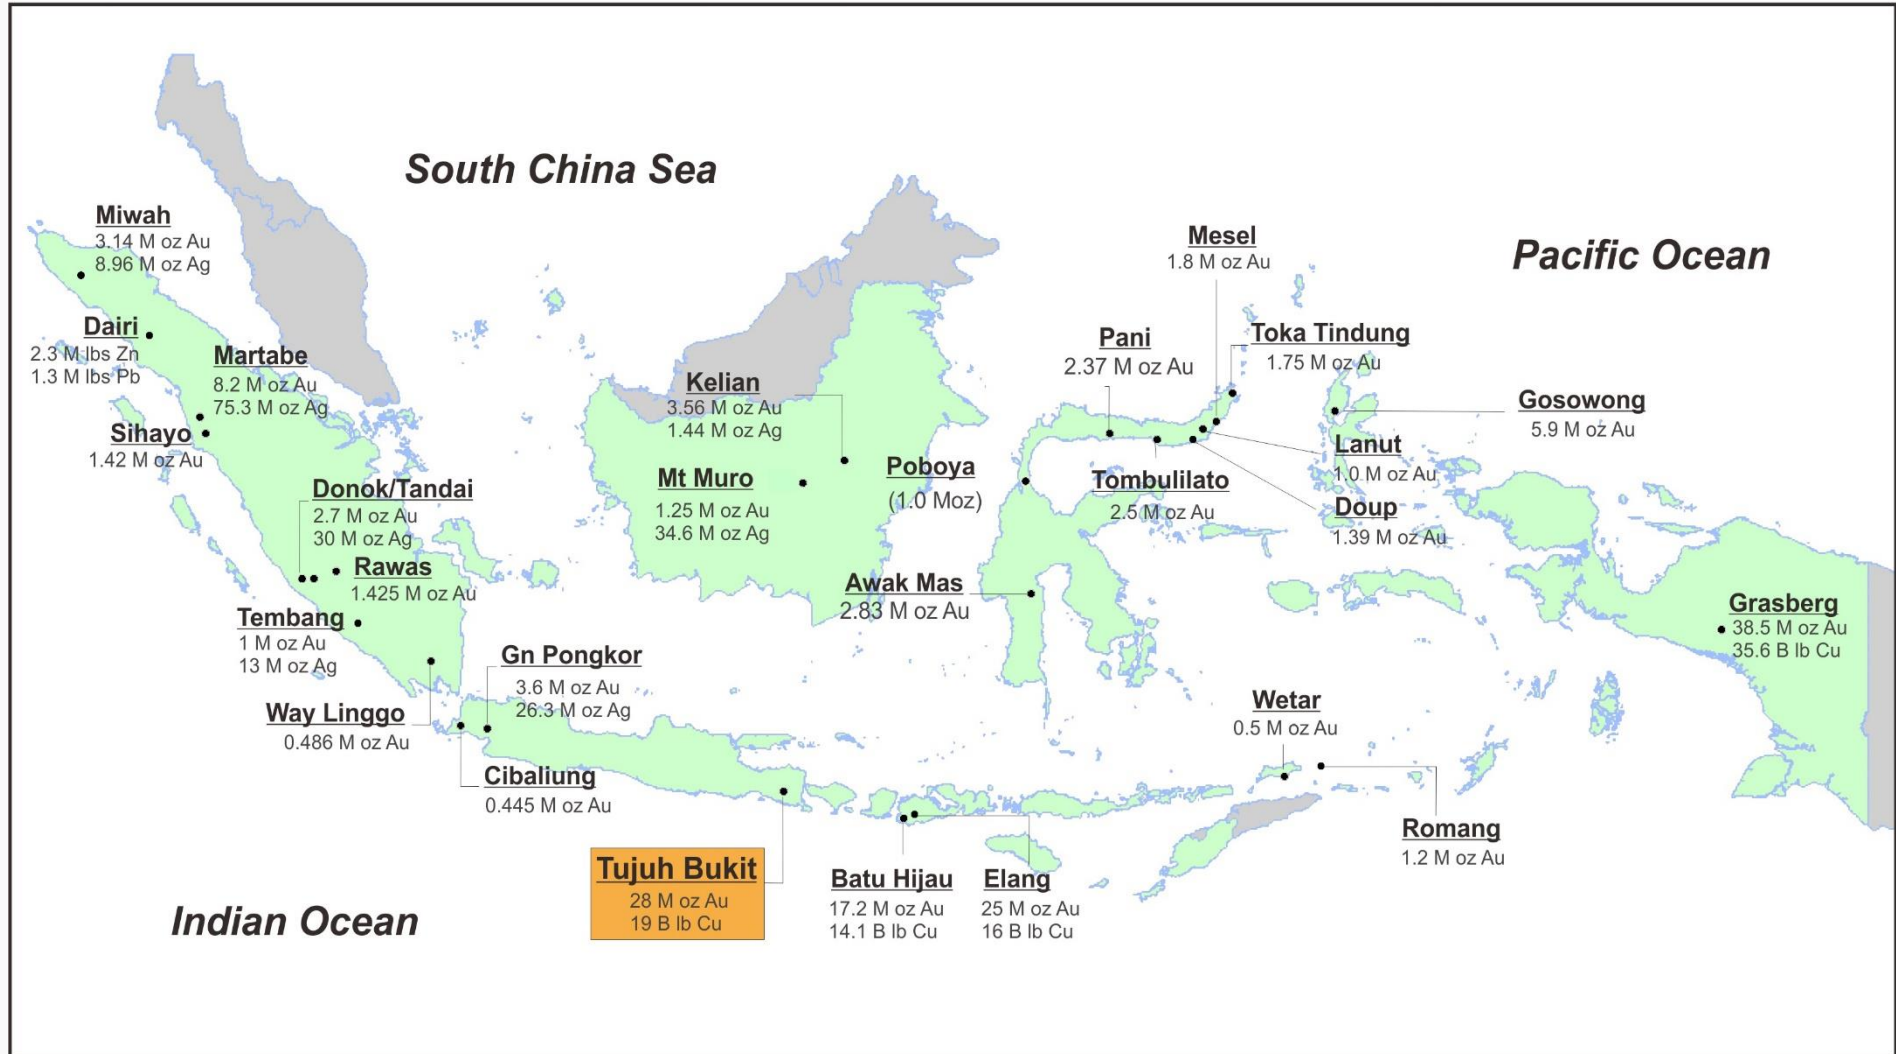 South China Sea
Pacific Ocean
Indian Ocean
Miwah
3.14 M oz Au
8.96 M oz Ag
Dairi
2.3 M lbs Zn
1.3 M lbs Pb
Martabe
8.2 M oz Au
75.3 M oz Ag
Sihayo
1.42 M oz Au
Donok/Tandai
2.7 M oz Au
30 M oz Ag
Rawas
1.425 M oz Au
Tembang
1 M oz Au
13 M oz Ag
Way Linggo
0.486 M oz Au
Gn Pongkor
3.6 M oz Au
26.3 M oz Ag
Cibaliung
0.445 M oz Au
Tujuh Bukit
28 M oz Au
19 B lb Cu
Kelian
3.56 M oz Au
1.44 M oz Ag
Mt Muro
1.25 M oz Au
34.6 M oz Ag
Poboya
(1.0 Moz)
Awak Mas
2.83 M oz Au
Pani
2.37 M oz Au
Mesel
1.8 M oz Au
Toka Tindung
1.75 M oz Au
Tombulilato
2.5 M oz Au
Lanut
1.0 M oz Au
Doup
1.39 M oz Au
Gosowong
5.9 M oz Au
Batu Hijau
17.2 M oz Au
14.1 B lb Cu
Elang
25 M oz Au
16 B lb Cu
Wetar
0.5 M oz Au
Romang
1.2 M oz Au
Grasberg
38.5 M oz Au
35.6 B lb Cu